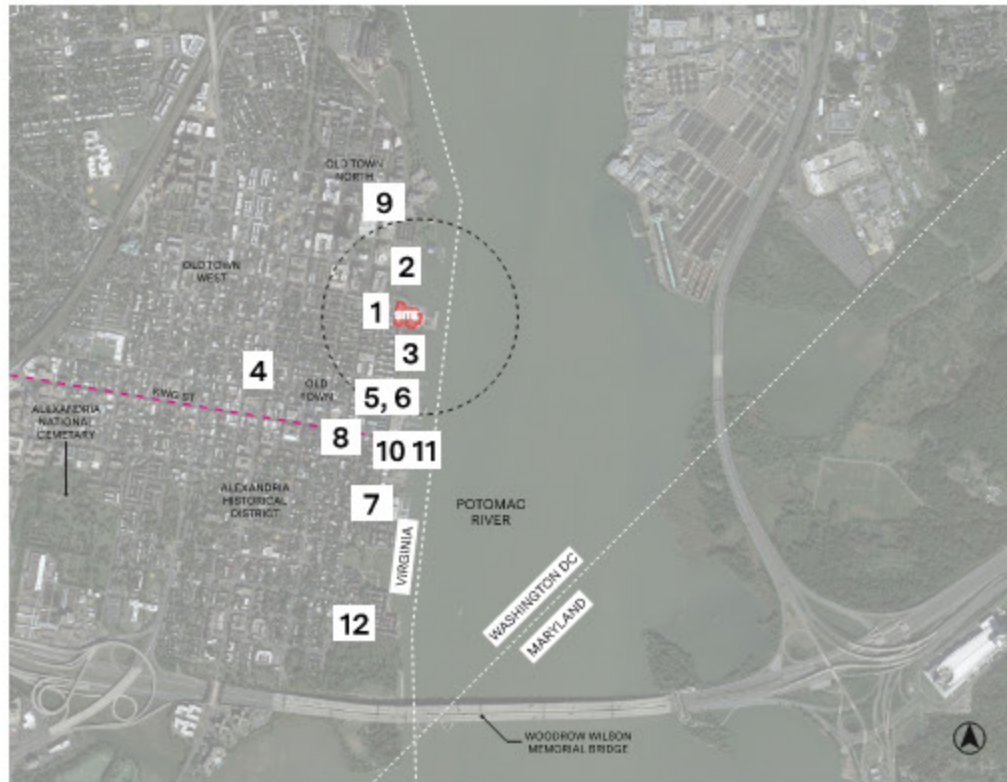 OLD TOWN
NORTH
9
OLD TOWN
WEST
2
1
SITE
3
4
OLD
TOWN
5, 6
KING ST
ALEXANDRIA
NATIONAL
CEMETARY
8
10 11
ALEXANDRIA
HISTORICAL
DISTRICT
7
POTOMAC
RIVER
VIRGINIA
WASHINGTON DC
MARYLAND
12
WOODROW WILSON
MEMORIAL BRIDGE